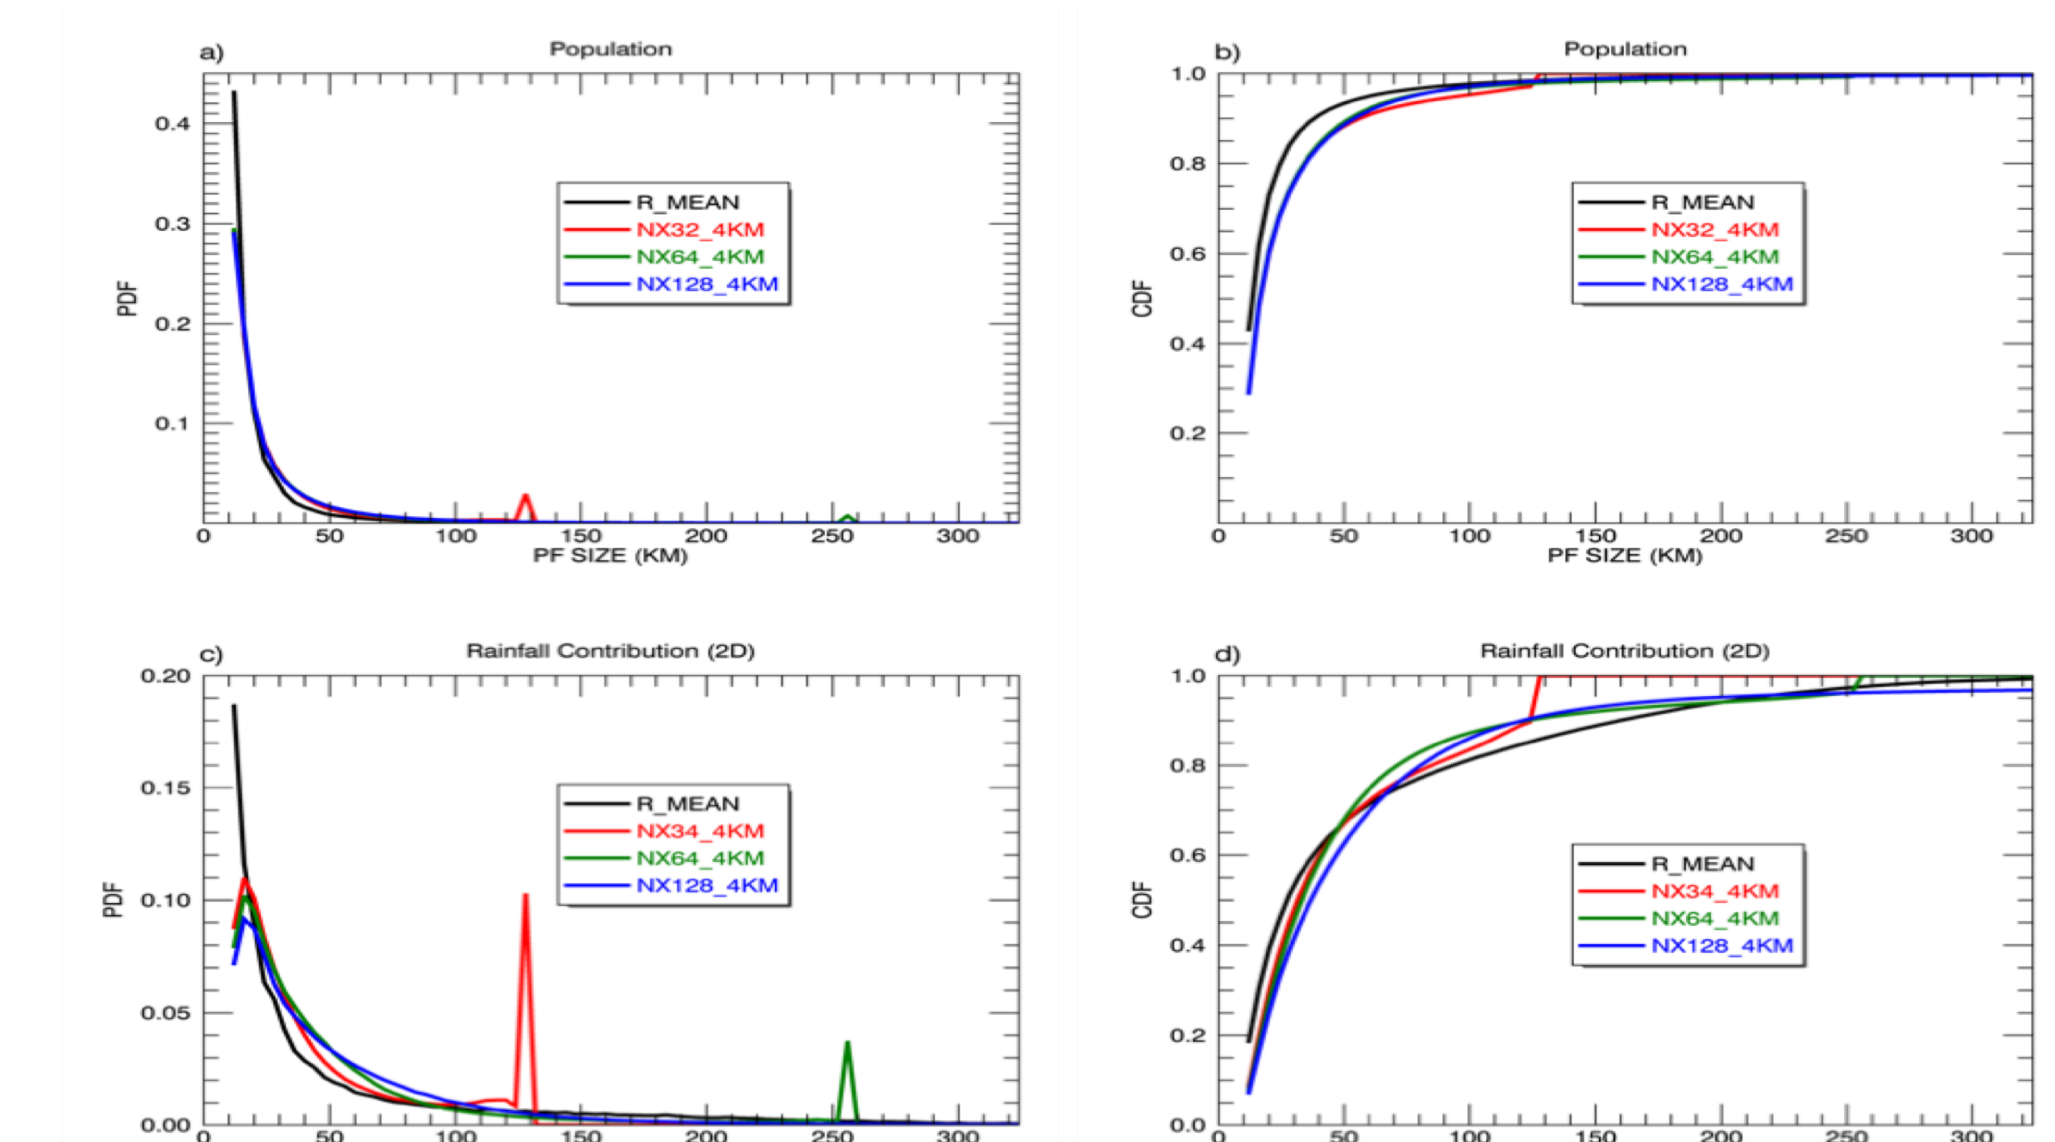 a)
Population
0.4
0.3
0.2
0.1
PDF
R_MEAN
NX32_4KM
NX64_4KM
NX128_4KM
0 50 100 150 200 250 300
PF SIZE (KM)
b)
Population
1.0
0.8
0.6
0.4
0.2
CDF
R_MEAN
NX32_4KM
NX64_4KM
NX128_4KM
0 50 100 150 200 250 300
PF SIZE (KM)
c)
Rainfall Contribution (2D)
0.20
0.15
0.10
0.05
0.00
PDF
R_MEAN
NX34_4KM
NX64_4KM
NX128_4KM
0 50 100 150 200 250 300
d)
Rainfall Contribution (2D)
1.0
0.8
0.6
0.4
0.2
0.0
CDF
R_MEAN
NX34_4KM
NX64_4KM
NX128_4KM
0 50 100 150 200 250 300